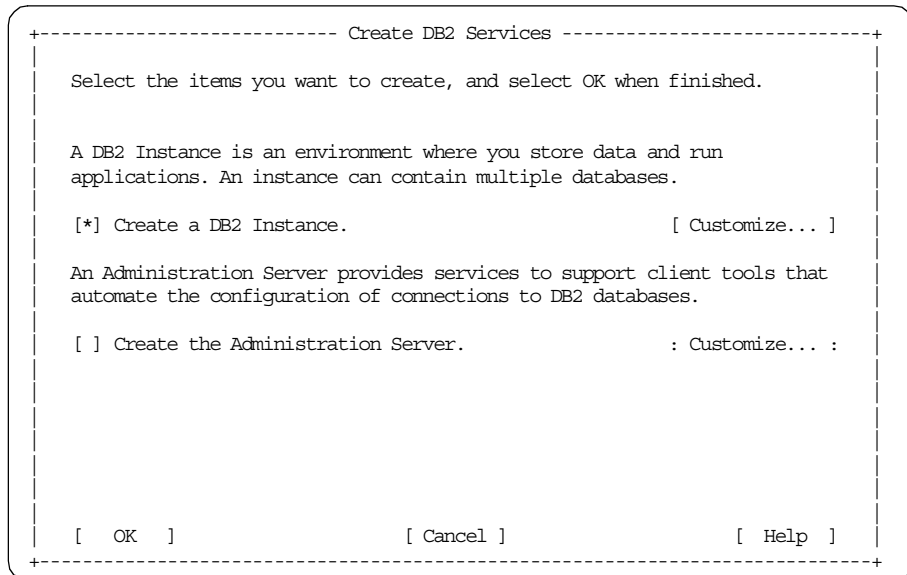 Create DB2 Services
Select the items you want to create, and select OK when finished.
A DB2 Instance is an environment where you store data and run
applications. An instance can contain multiple databases.
[*] Create a DB2 Instance. [ Customize... ]
An Administration Server provides services to support client tools that
automate the configuration of connections to DB2 databases.
[ ] Create the Administration Server. : Customize... :
[ OK ] [ Cancel ] [ Help ]